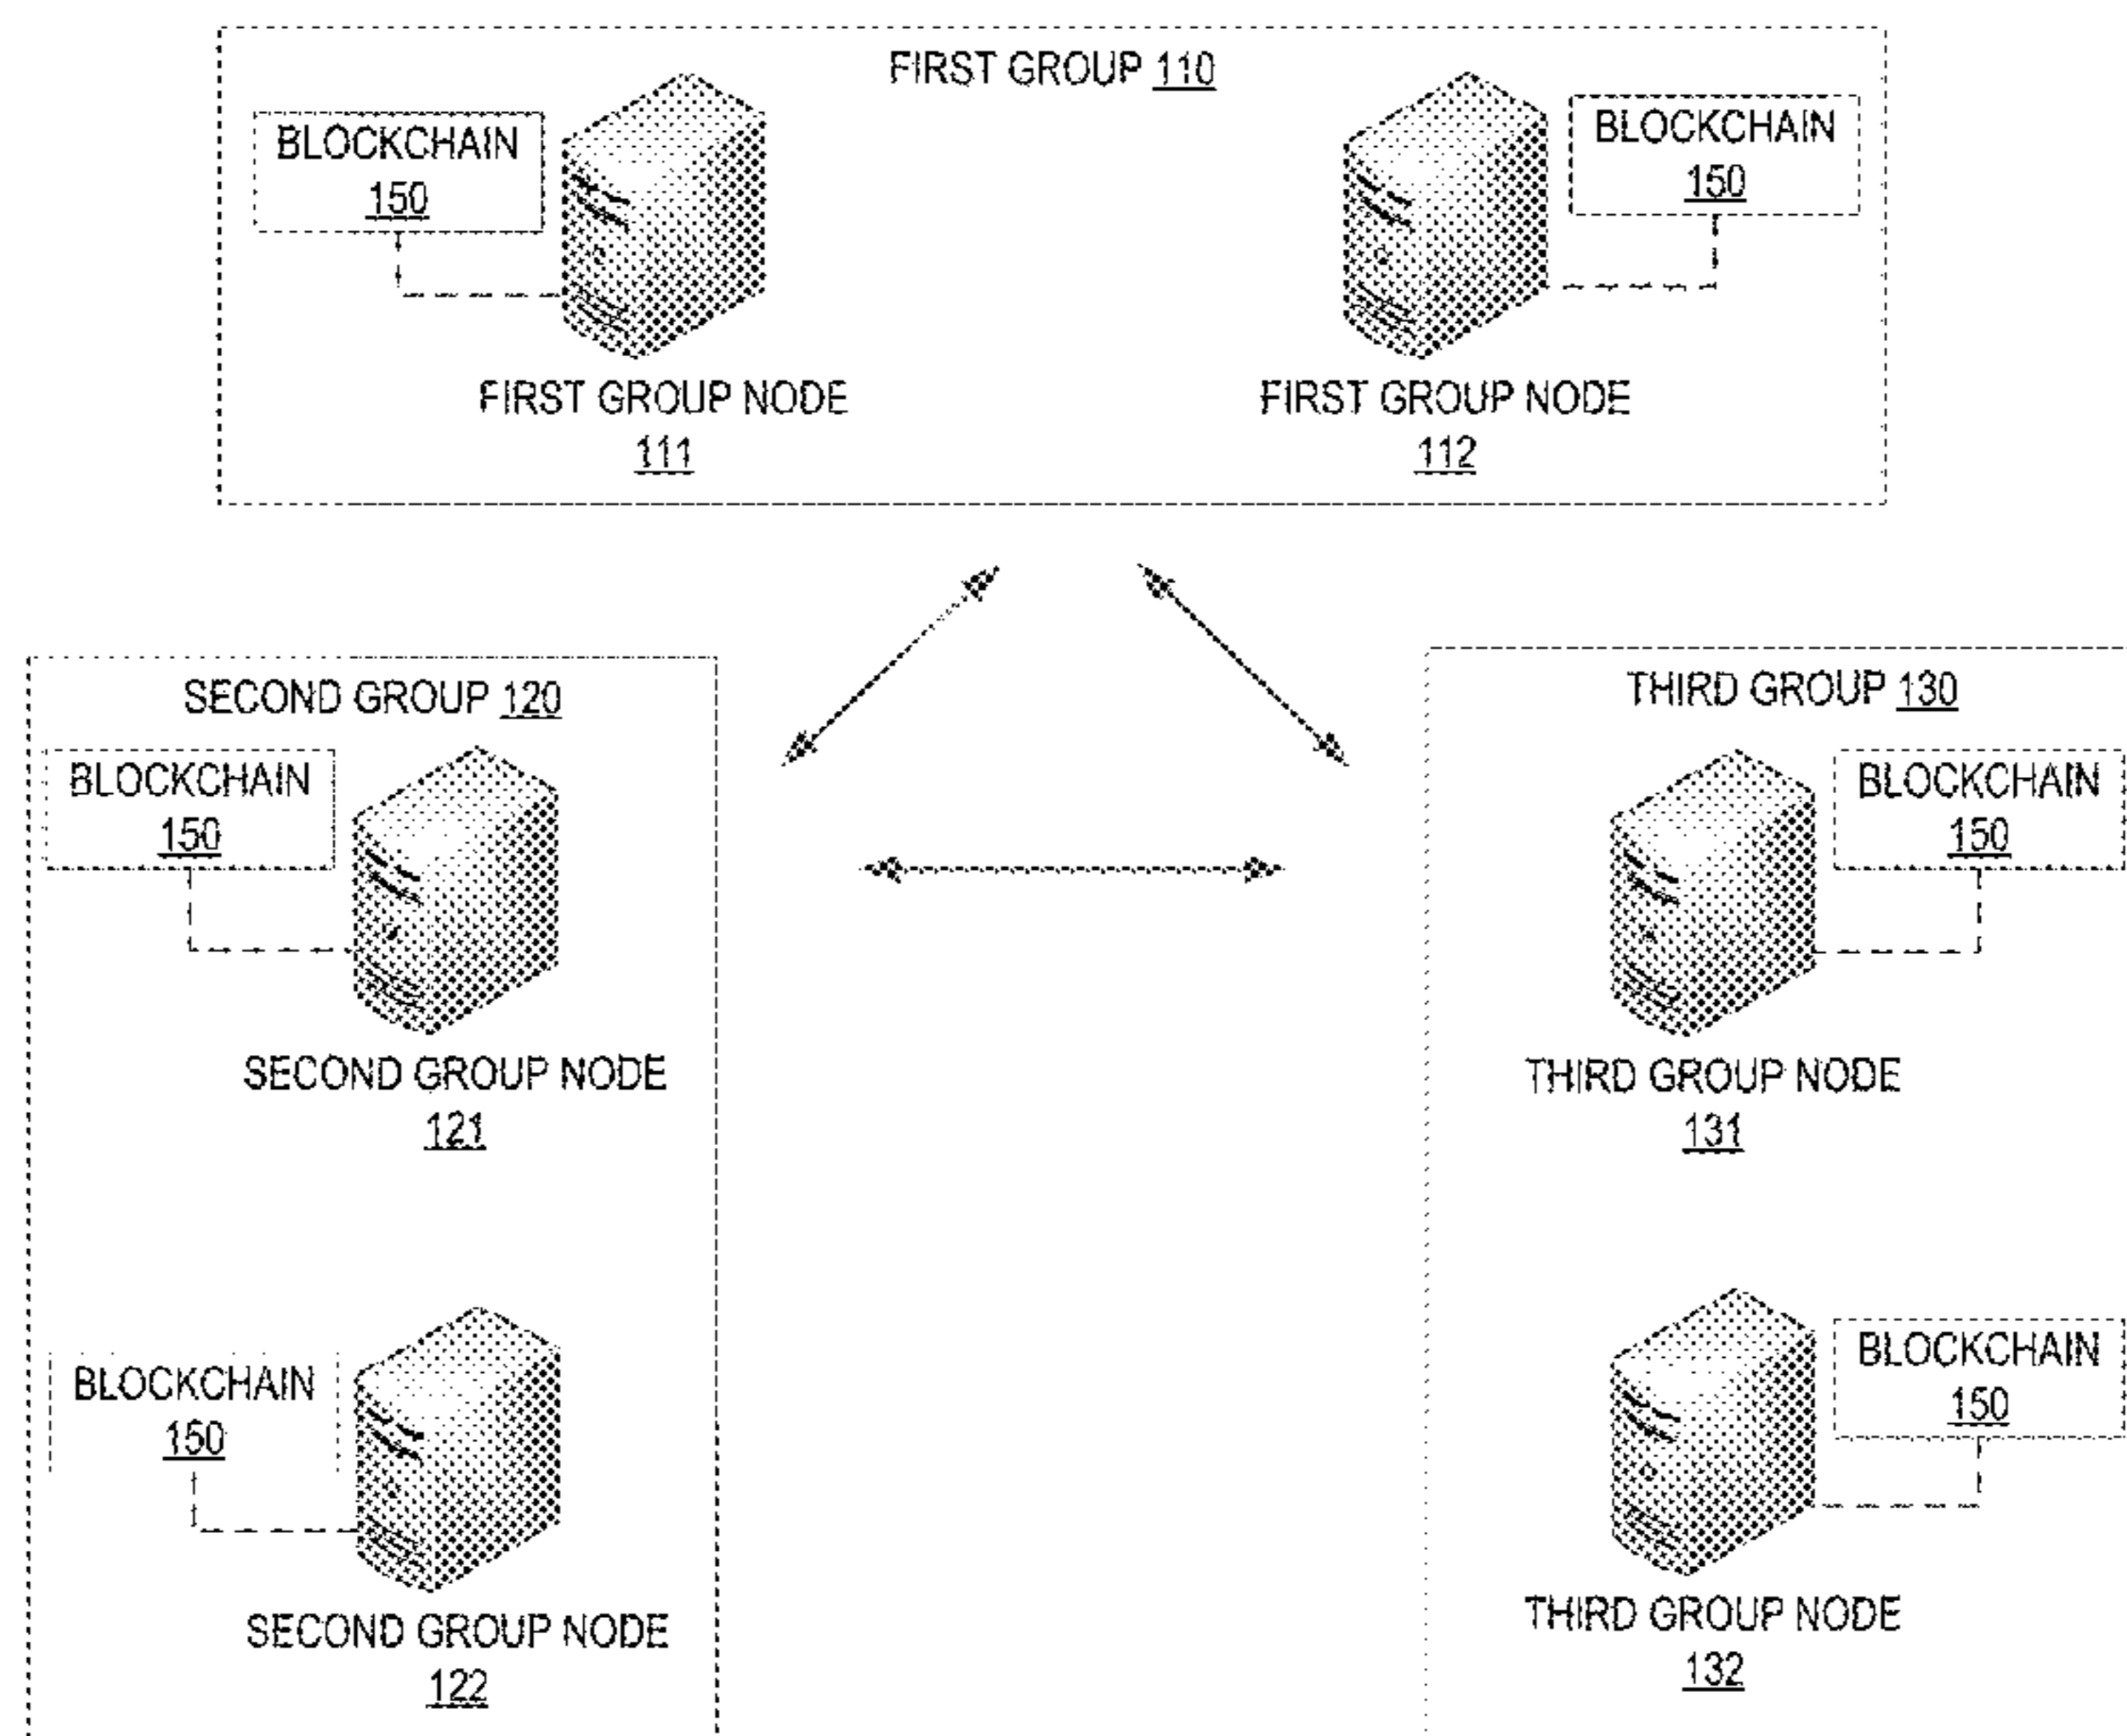 FIRST GROUP 110
BLOCKCHAIN
150
BLOCKCHAIN
150
FIRST GROUP NODE
111
FIRST GROUP NODE
112
SECOND GROUP 120
BLOCKCHAIN
150
SECOND GROUP NODE
121
BLOCKCHAIN
150
SECOND GROUP NODE
122
THIRD GROUP 130
BLOCKCHAIN
150
THIRD GROUP NODE
131
BLOCKCHAIN
150
THIRD GROUP NODE
132